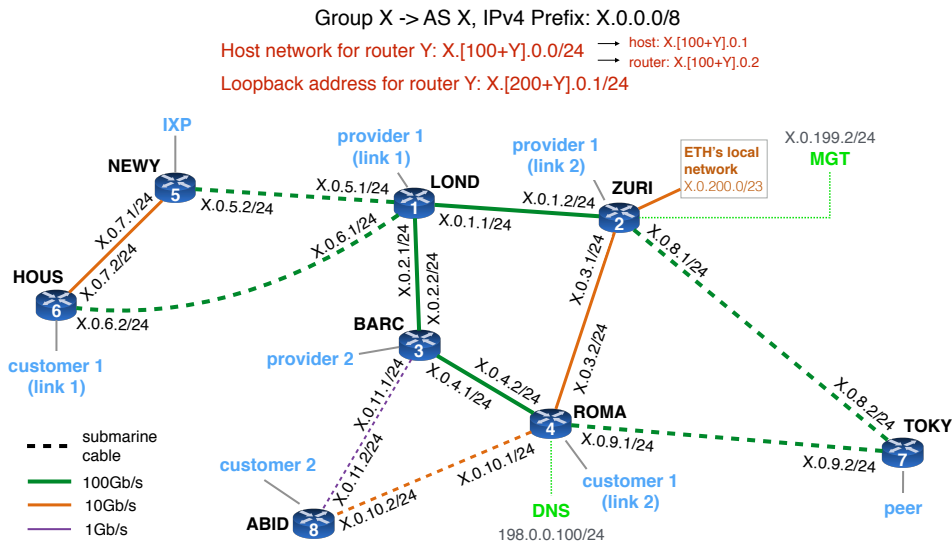 Group X -> AS X, IPv4 Prefix: X.0.0.0/8
Host network for router Y: X.[100+Y].0.0/24
host: X.[100+Y].0.1
router: X.[100+Y].0.2
Loopback address for router Y: X.[200+Y].0.1/24
IXP
NEWY
5
X.0.5.2/24
X.0.5.1/24
provider 1
(link 1)
LOND
1
X.0.1.1/24
X.0.1.2/24
provider 1
(link 2)
ZURI
2
ETH's local
network
X.0.200.0/23
X.0.199.2/24
MGT
X.0.7.1/24
X.0.7.2/24
X.0.6.1/24
X.0.2.1/24
X.0.2.2/24
X.0.3.1/24
X.0.3.2/24
X.0.8.1/24
X.0.8.2/24
HOUS
6
X.0.6.2/24
customer 1
(link 1)
BARC
3
provider 2
X.0.4.1/24
X.0.4.2/24
ROMA
4
X.0.9.1/24
X.0.9.2/24
TOKY
7
peer
X.0.11.1/24
X.0.11.2/24
X.0.10.1/24
X.0.10.2/24
customer 2
ABID
8
customer 1
(link 2)
DNS
198.0.0.100/24
submarine
cable
100Gb/s
10Gb/s
1Gb/s